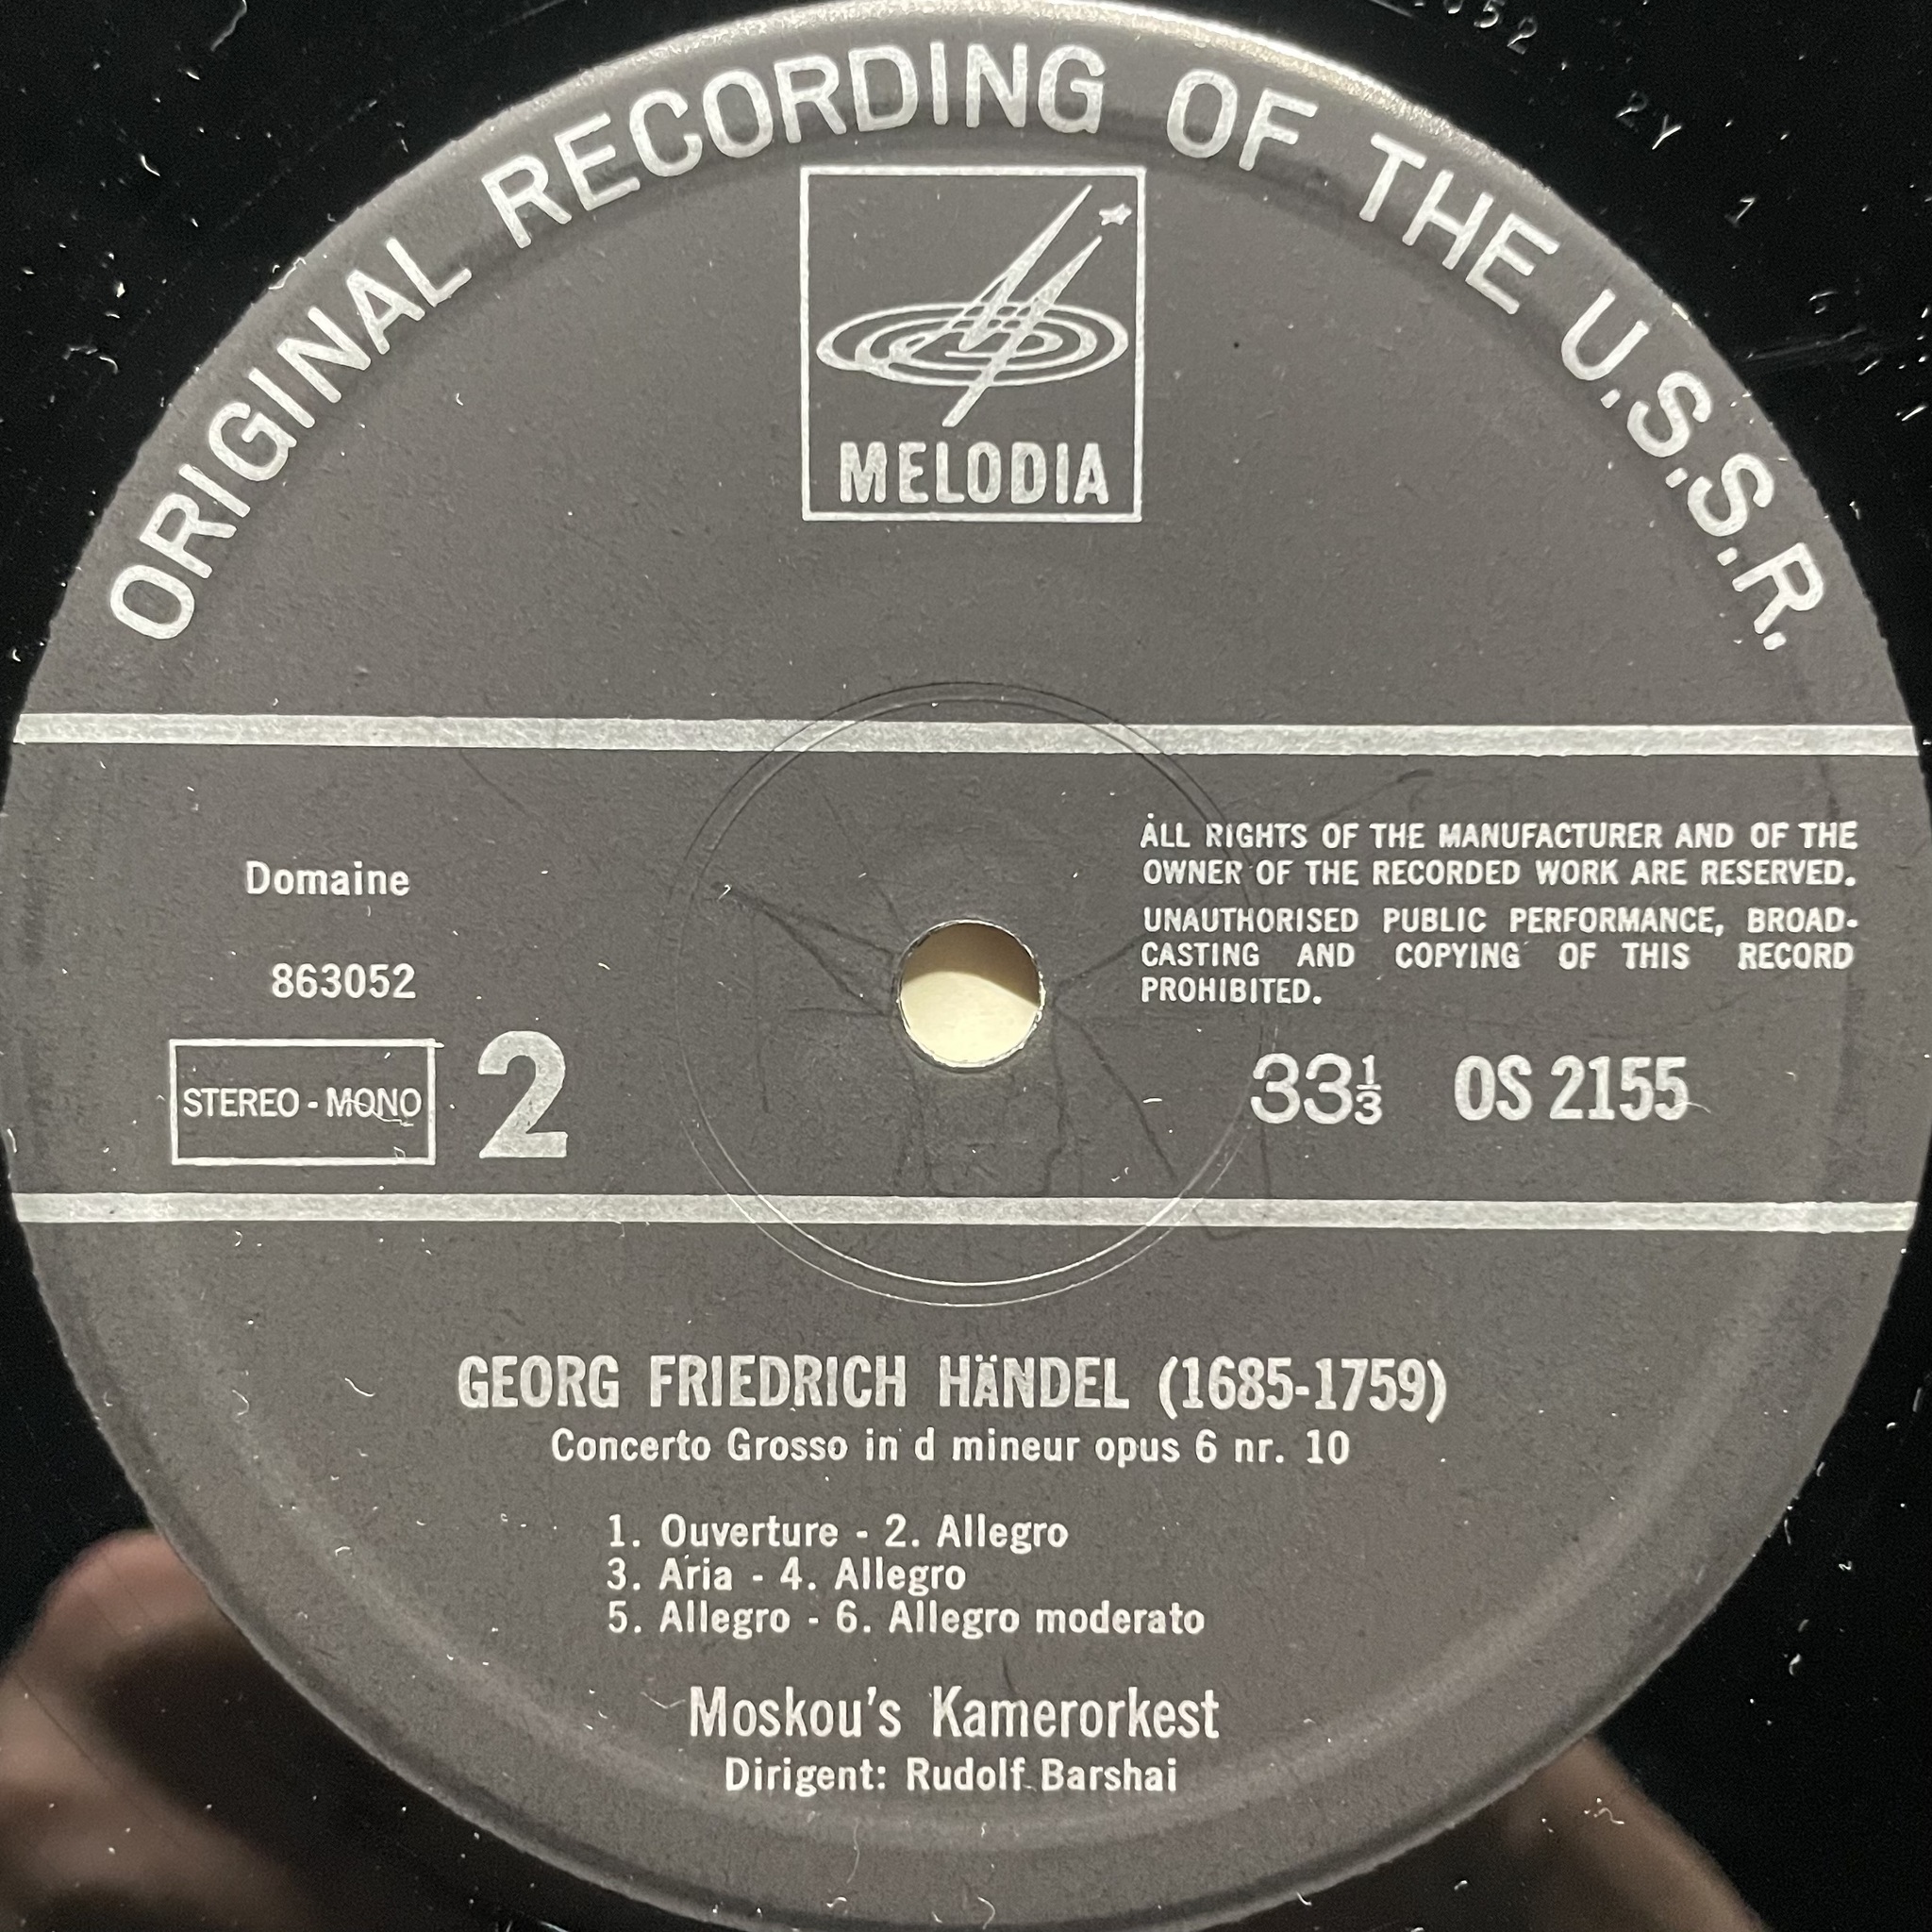 ORIGINAL RECORDING OF THE U.S.S.R.
MELODIA
Domaine
863052
STEREO - MONO
2
ALL RIGHTS OF THE MANUFACTURER AND OF THE
OWNER OF THE RECORDED WORK ARE RESERVED.
UNAUTHORISED PUBLIC PERFORMANCE, BROAD-
CASTING AND COPYING OF THIS RECORD
PROHIBITED.
33⅓ OS 2155
GEORG FRIEDRICH HÄNDEL (1685-1759)
Concerto Grosso in d mineur opus 6 nr. 10
1. Ouverture - 2. Allegro
3. Aria - 4. Allegro
5. Allegro - 6. Allegro moderato
Moskou's Kamerorkest
Dirigent: Rudolf Barshai
2Y 1